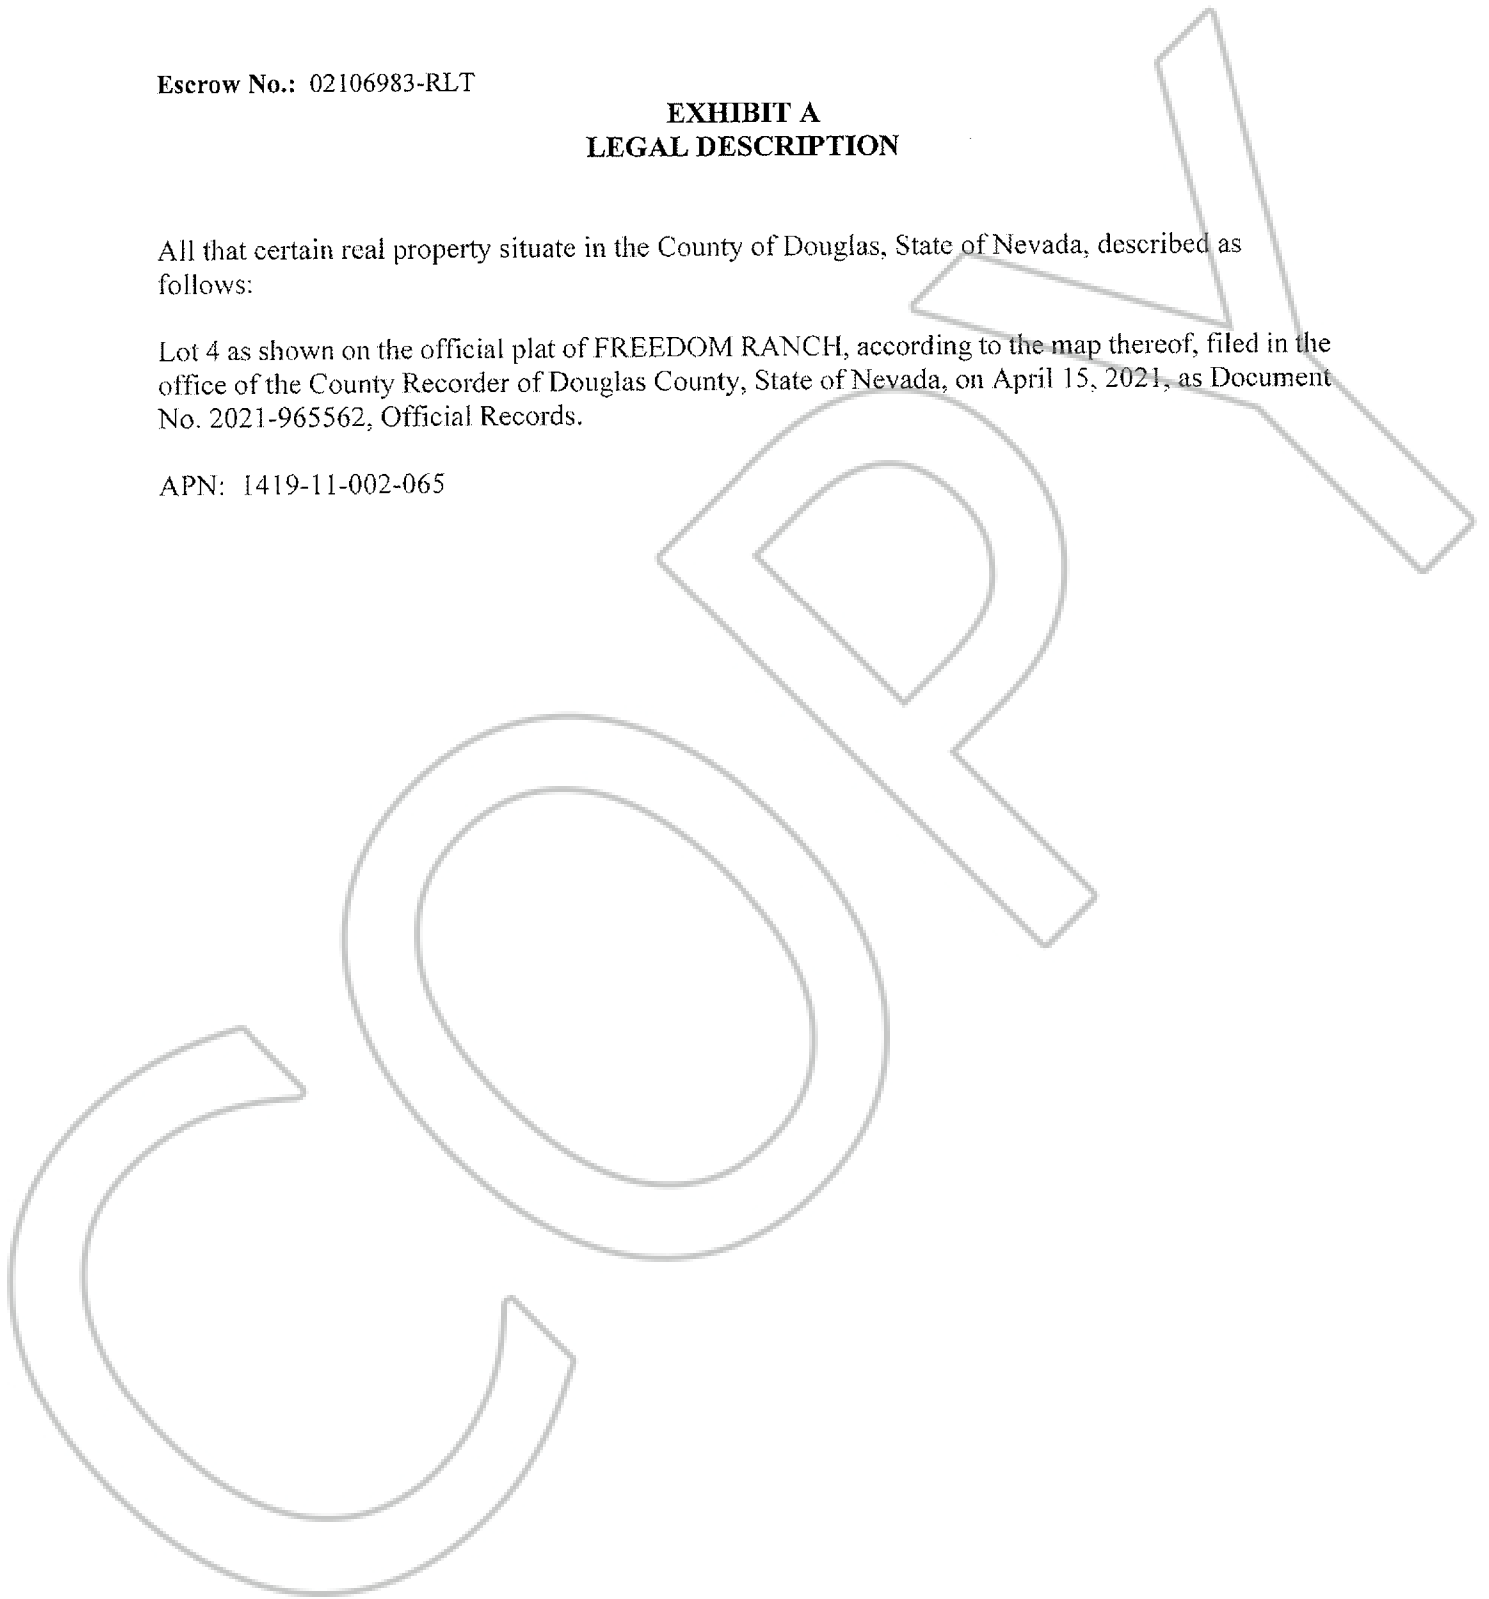 Escrow No.: 02106983-RLT
EXHIBIT A
LEGAL DESCRIPTION
All that certain real property situate in the County of Douglas, State of Nevada, described as
follows:
Lot 4 as shown on the official plat of FREEDOM RANCH, according to the map thereof, filed in the
office of the County Recorder of Douglas County, State of Nevada, on April 15, 2021, as Document
No. 2021-965562, Official Records.
APN: 1419-11-002-065
COPY